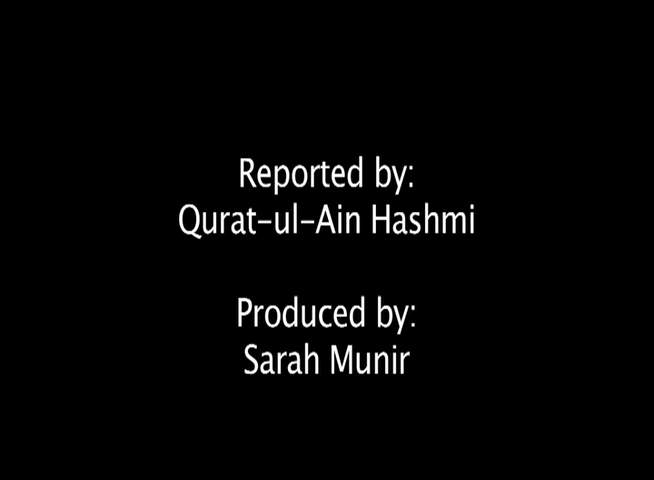 Reported by:
Qurat-ul-Ain Hashmi
Produced by:
Sarah Munir